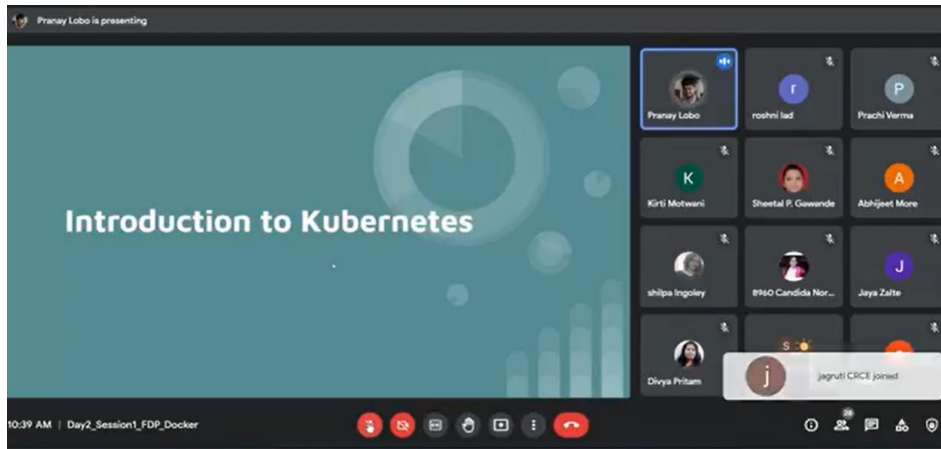 Pranay Lobo is presenting
Introduction to Kubernetes
Pranay Lobo
r
roshni lad
P
Prachi Verma
K
Kirti Motwani
Sheetal P. Gawande
A
Abhijeet More
shilpa Ingoley
8960 Candida Nor...
J
Jaya Zalte
Divya Pritam
S
j
jagruti CRCE joined
10:39 AM | Day2_Session1_FDP_Docker
28